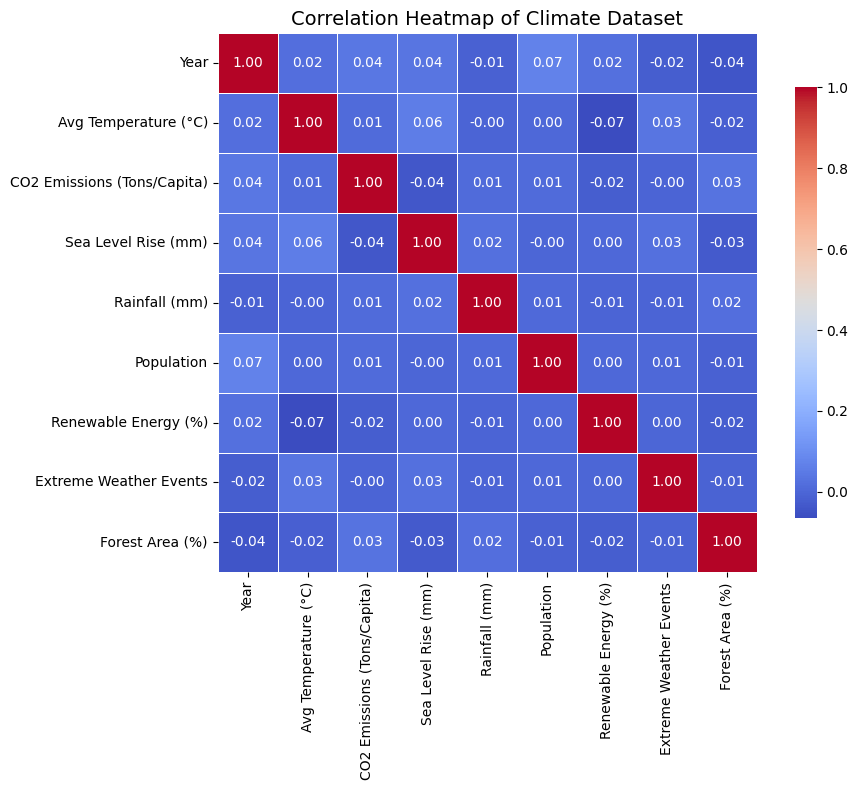 Correlation Heatmap of Climate Dataset
Year 1.00 0.02 0.04 0.04 -0.01 0.07 0.02 -0.02 -0.04
Avg Temperature (°C) 0.02 1.00 0.01 0.06 -0.00 0.00 -0.07 0.03 -0.02
CO2 Emissions (Tons/Capita) 0.04 0.01 1.00 -0.04 0.01 0.01 -0.02 -0.00 0.03
Sea Level Rise (mm) 0.04 0.06 -0.04 1.00 0.02 -0.00 0.00 0.03 -0.03
Rainfall (mm) -0.01 -0.00 0.01 0.02 1.00 0.01 -0.01 -0.01 0.02
Population 0.07 0.00 0.01 -0.00 0.01 1.00 0.00 0.01 -0.01
Renewable Energy (%) 0.02 -0.07 -0.02 0.00 -0.01 0.00 1.00 0.00 -0.02
Extreme Weather Events -0.02 0.03 -0.00 0.03 -0.01 0.01 0.00 1.00 -0.01
Forest Area (%) -0.04 -0.02 0.03 -0.03 0.02 -0.01 -0.02 -0.01 1.00
Year
Avg Temperature (°C)
CO2 Emissions (Tons/Capita)
Sea Level Rise (mm)
Rainfall (mm)
Population
Renewable Energy (%)
Extreme Weather Events
Forest Area (%)
1.0
0.8
0.6
0.4
0.2
0.0